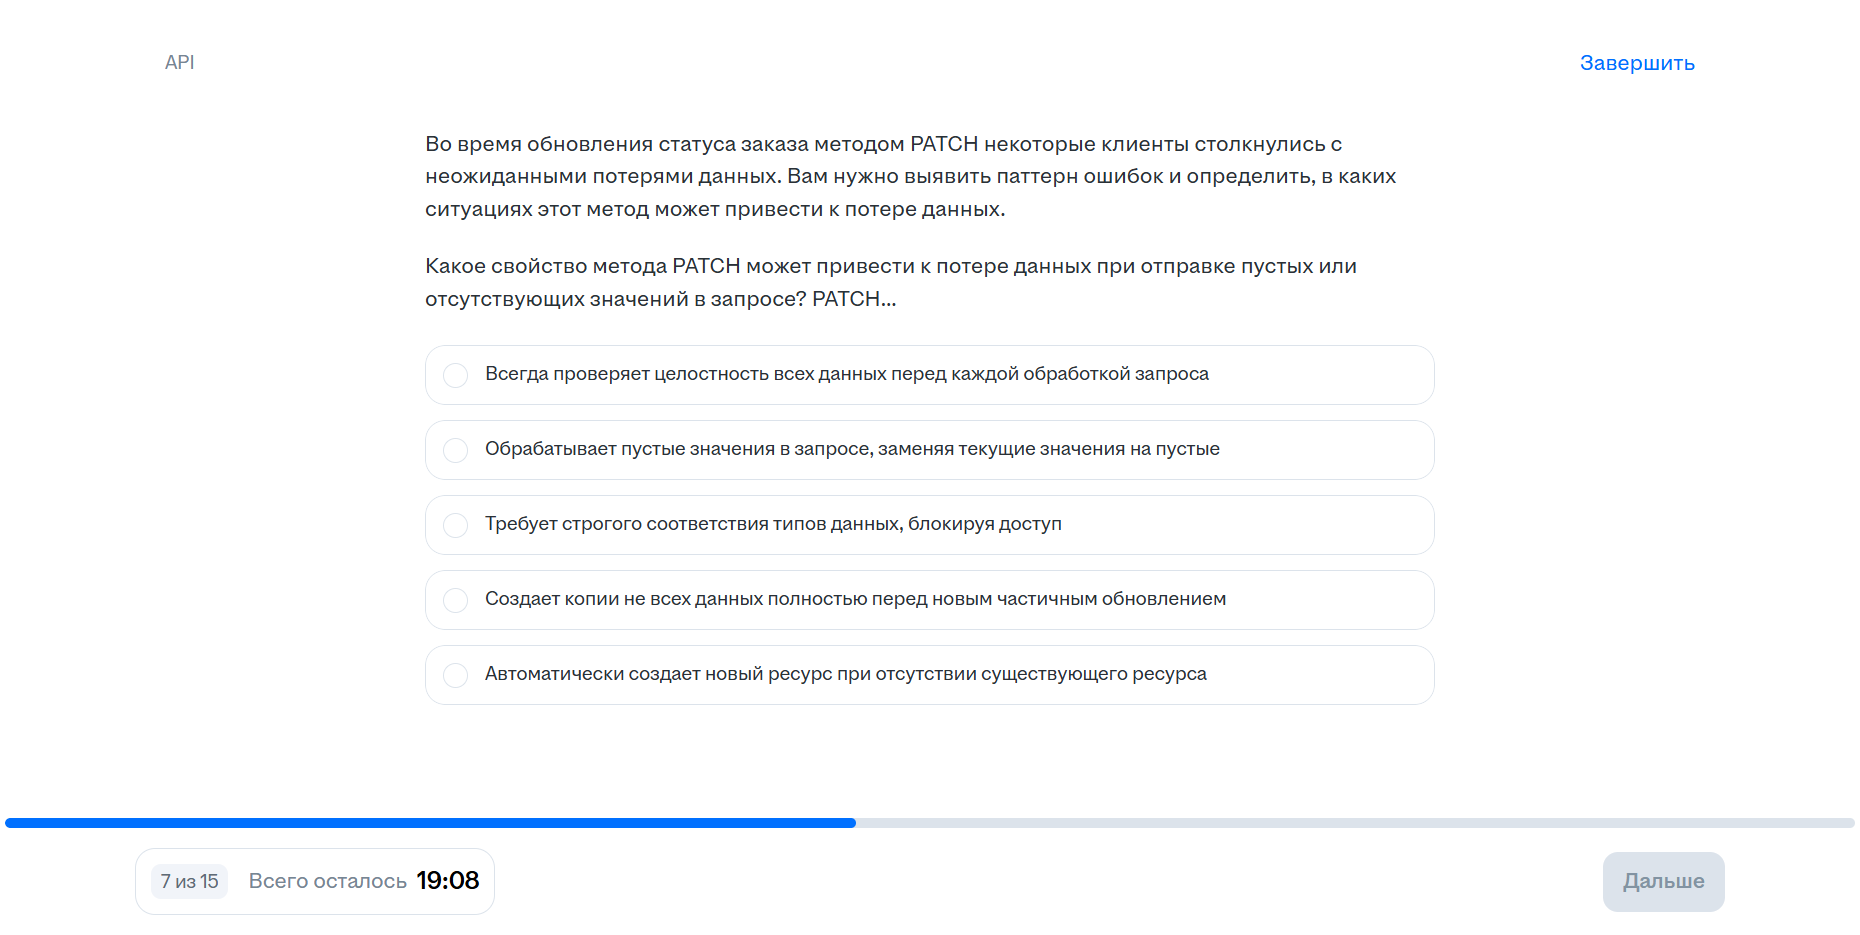 API
Завершить
Во время обновления статуса заказа методом PATCH некоторые клиенты столкнулись с
неожиданными потерями данных. Вам нужно выявить паттерн ошибок и определить, в каких
ситуациях этот метод может привести к потере данных.
Какое свойство метода PATCH может привести к потере данных при отправке пустых или
отсутствующих значений в запросе? PATCH...
Всегда проверяет целостность всех данных перед каждой обработкой запроса
Обрабатывает пустые значения в запросе, заменяя текущие значения на пустые
Требует строгого соответствия типов данных, блокируя доступ
Создает копии не всех данных полностью перед новым частичным обновлением
Автоматически создает новый ресурс при отсутствии существующего ресурса
7 из 15 Всего осталось 19:08
Дальше